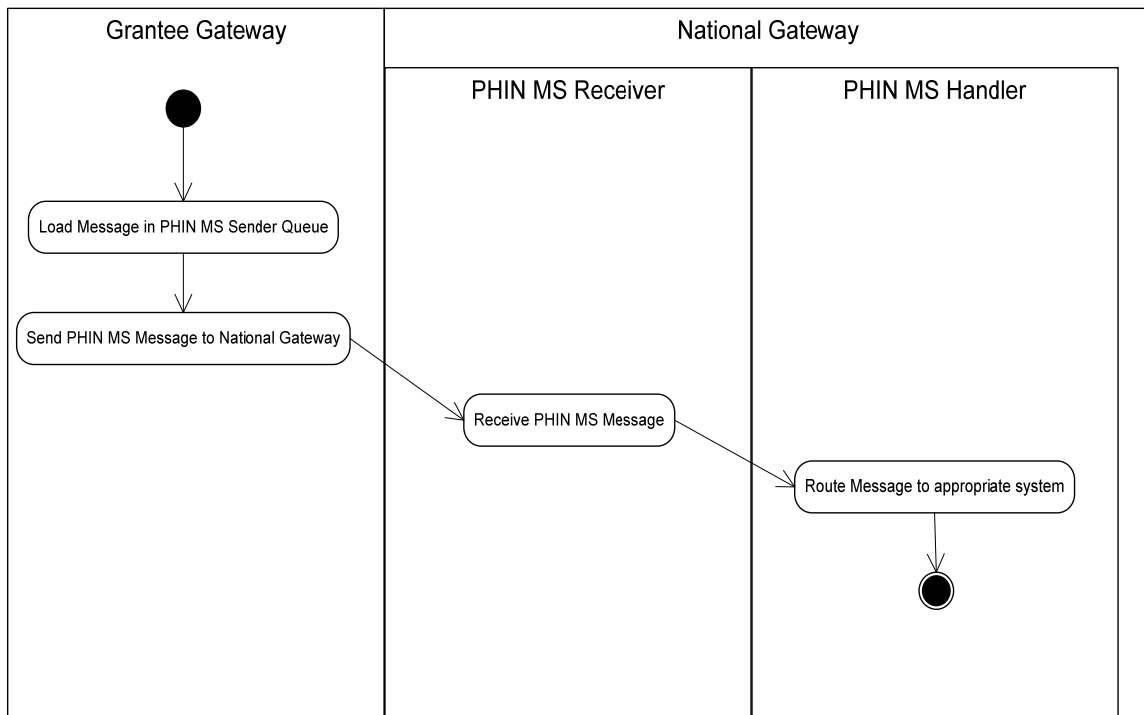 Grantee Gateway
National Gateway
PHIN MS Receiver
PHIN MS Handler
Load Message in PHIN MS Sender Queue
Send PHIN MS Message to National Gateway
Receive PHIN MS Message
Route Message to appropriate system